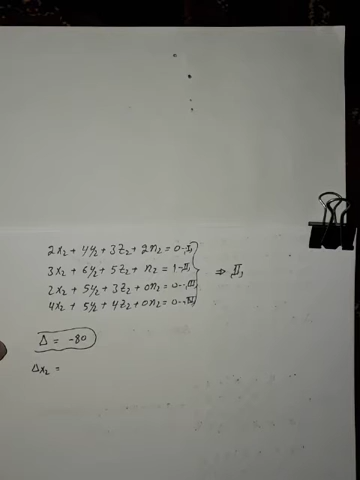 2x₂ + 4y₂ + 3z₂ + 2n₂ = 0 --I,
3x₂ + 6y₂ + 5z₂ + n₂ = 1 --II,
2x₂ + 5y₂ + 3z₂ + 0n₂ = 0 --III,
4x₂ + 5y₂ + 4z₂ + 0n₂ = 0 --IV,
⇒ II,
Δ = -80
Δx₂ =